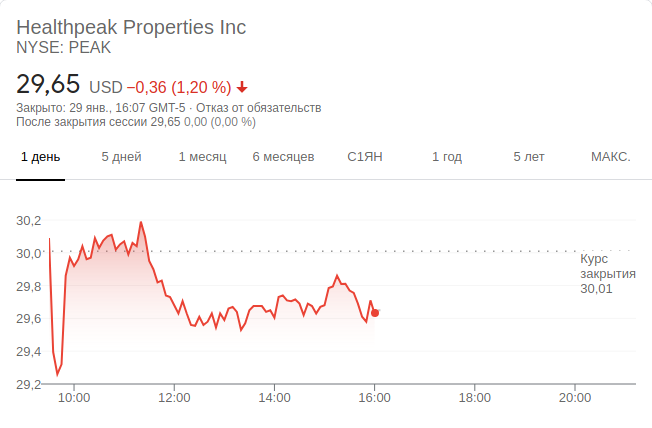 Healthpeak Properties Inc
NYSE: PEAK
29,65 USD −0,36 (1,20 %)
Закрыто: 29 янв., 16:07 GMT-5 · Отказ от обязательств
После закрытия сессии 29,65 0,00 (0,00 %)
1 день 5 дней 1 месяц 6 месяцев С1ЯН 1 год 5 лет МАКС.
30,2
30,0
Курс
закрытия
30,01
29,8
29,6
29,4
29,2
10:00 12:00 14:00 16:00 18:00 20:00